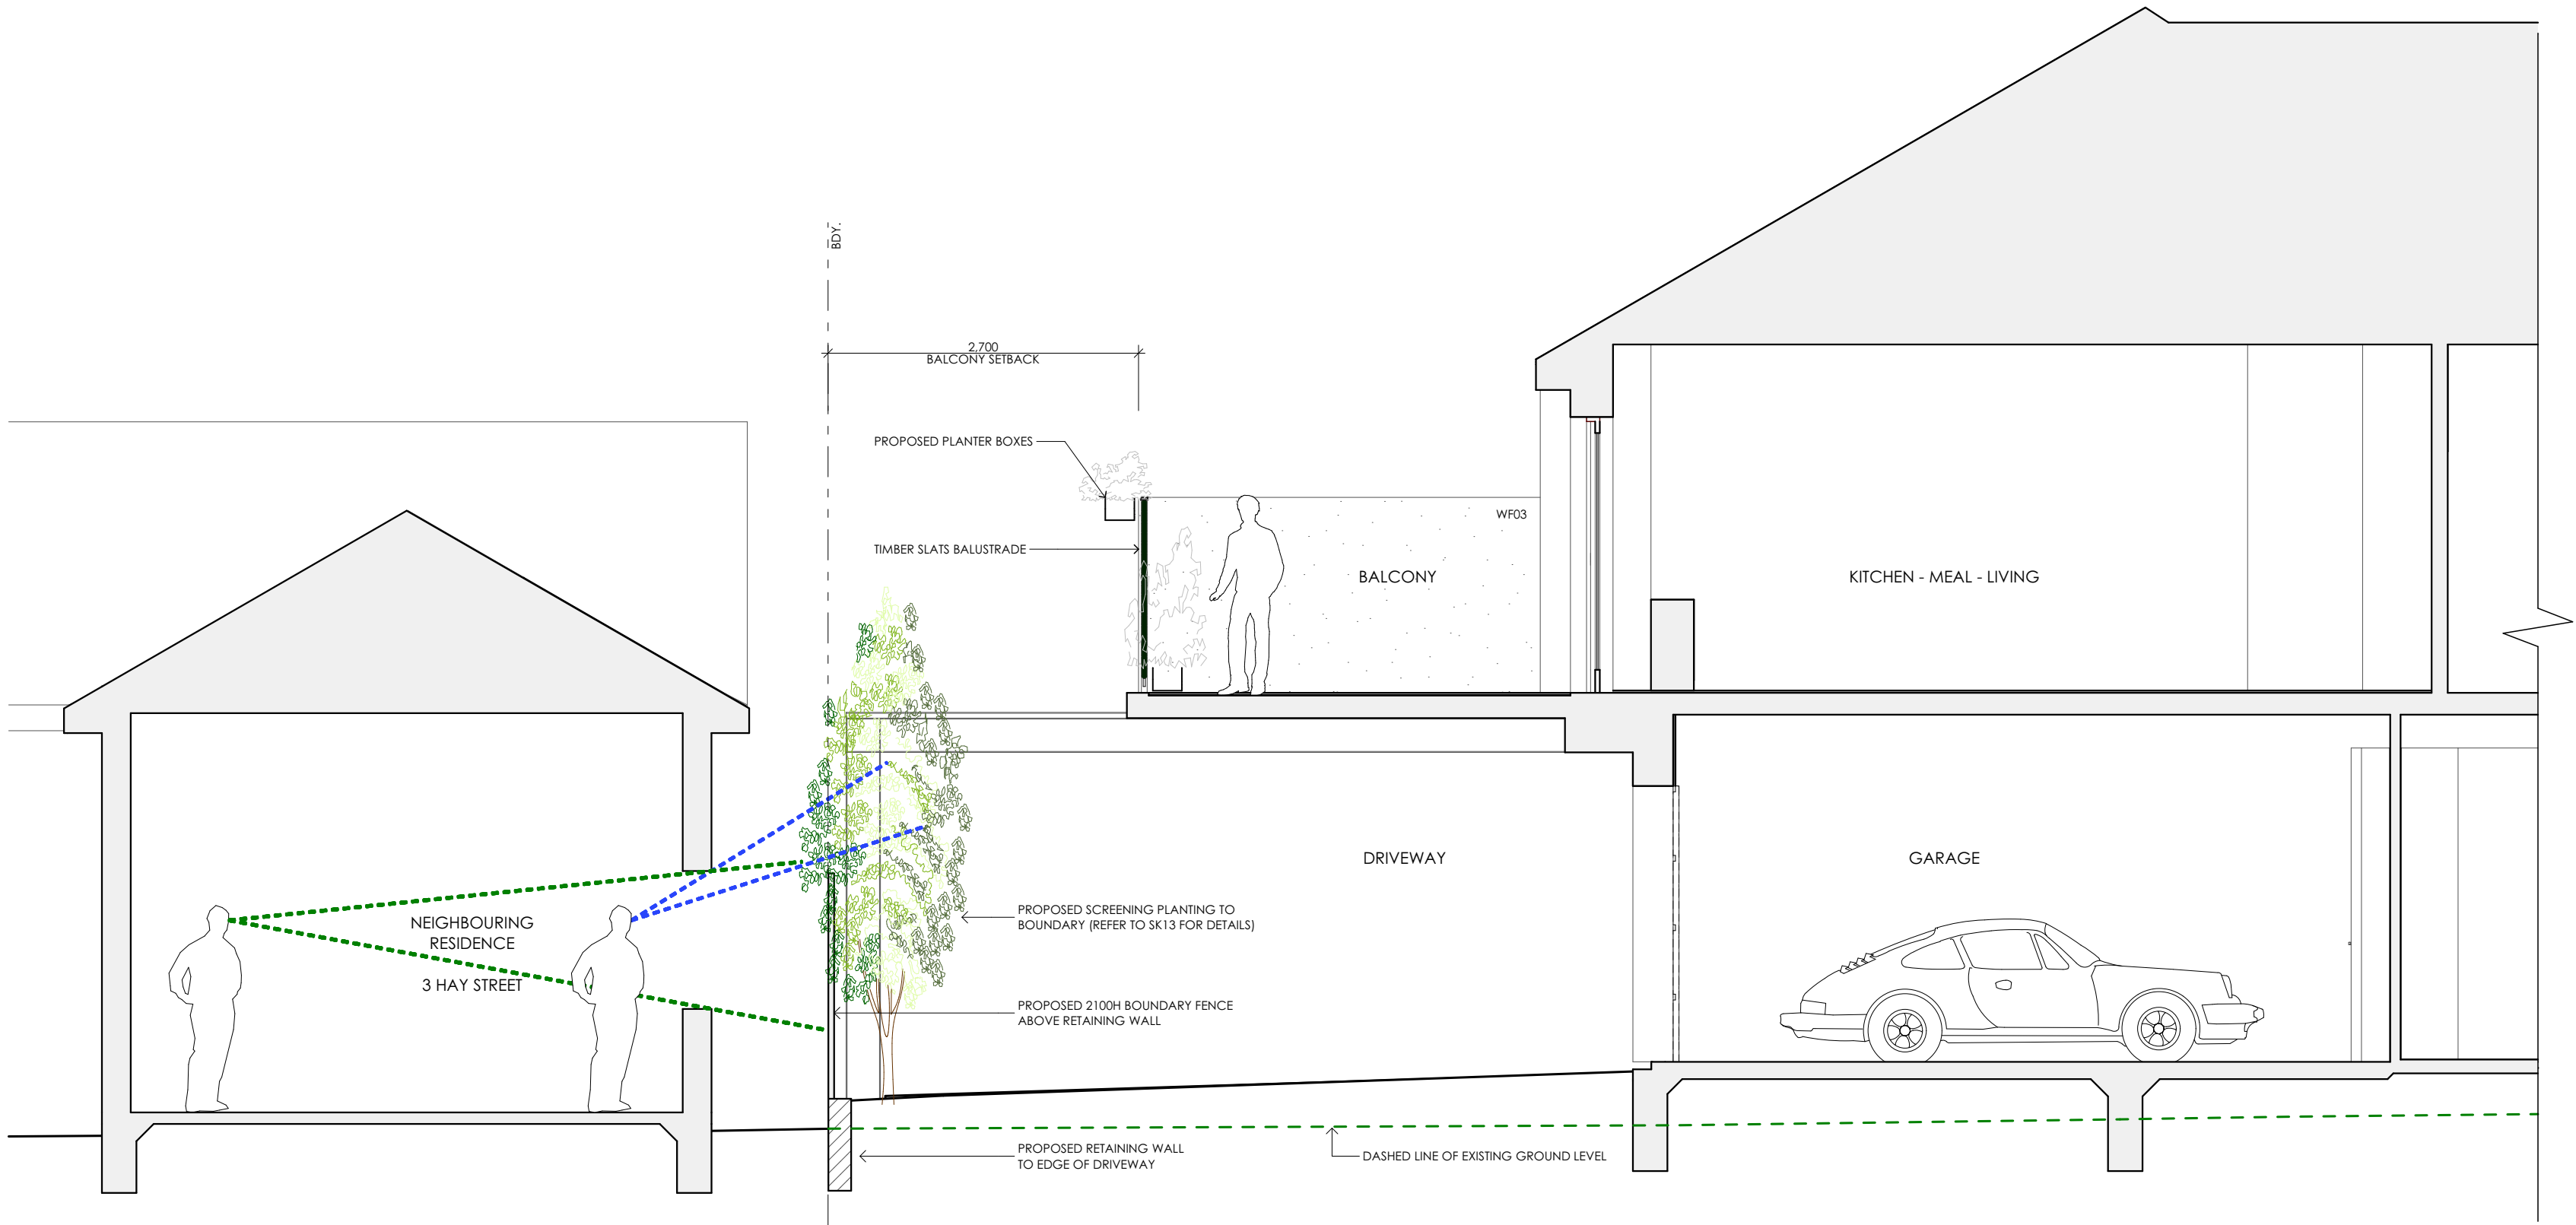 BDY.
2,700
BALCONY SETBACK
PROPOSED PLANTER BOXES
WF03
TIMBER SLATS BALUSTRADE
BALCONY
KITCHEN - MEAL - LIVING
DRIVEWAY
GARAGE
NEIGHBOURING
RESIDENCE
3 HAY STREET
PROPOSED SCREENING PLANTING TO
BOUNDARY (REFER TO SK13 FOR DETAILS)
PROPOSED 2100H BOUNDARY FENCE
ABOVE RETAINING WALL
PROPOSED RETAINING WALL
TO EDGE OF DRIVEWAY
DASHED LINE OF EXISTING GROUND LEVEL